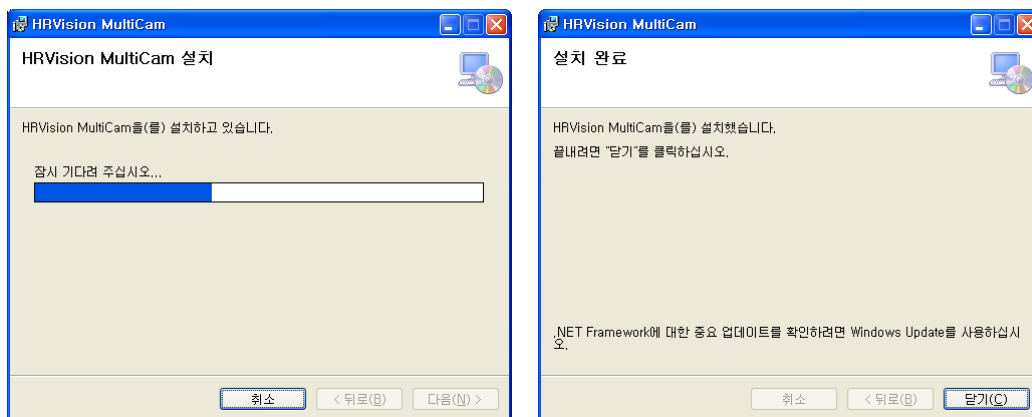 HRVision MultiCam
HRVision MultiCam 설치
HRVision MultiCam을(를) 설치하고 있습니다.
잠시 기다려 주십시오...
취소
< 뒤로(B)
다음(N) >
HRVision MultiCam
설치 완료
HRVision MultiCam을(를) 설치했습니다.
끝내려면 "닫기"를 클릭하십시오.
.NET Framework에 대한 중요 업데이트를 확인하려면 Windows Update를 사용하십시
오.
취소
< 뒤로(B)
닫기(C)